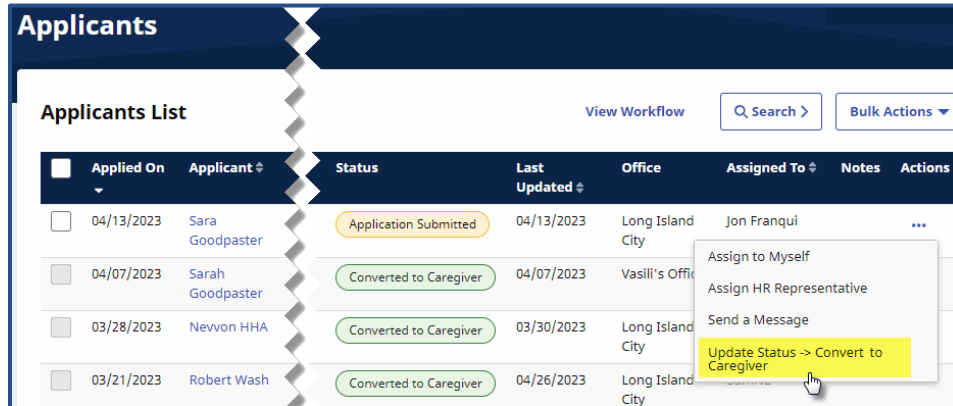 Applicants
Applicants List
View Workflow
Search
Bulk Actions
Applied On
Applicant
Status
Last
Updated
Office
Assigned To
Notes
Actions
04/13/2023
Sara
Goodpaster
Application Submitted
04/13/2023
Long Island
City
Jon Franqui
04/07/2023
Sarah
Goodpaster
Converted to Caregiver
04/07/2023
Vasili's
03/28/2023
Nevvon HHA
Converted to Caregiver
03/30/2023
Long Island
City
03/21/2023
Robert Wash
Converted to Caregiver
04/26/2023
Long Island
City
Assign to Myself
Assign HR Representative
Send a Message
Update Status -> Convert to
Caregiver